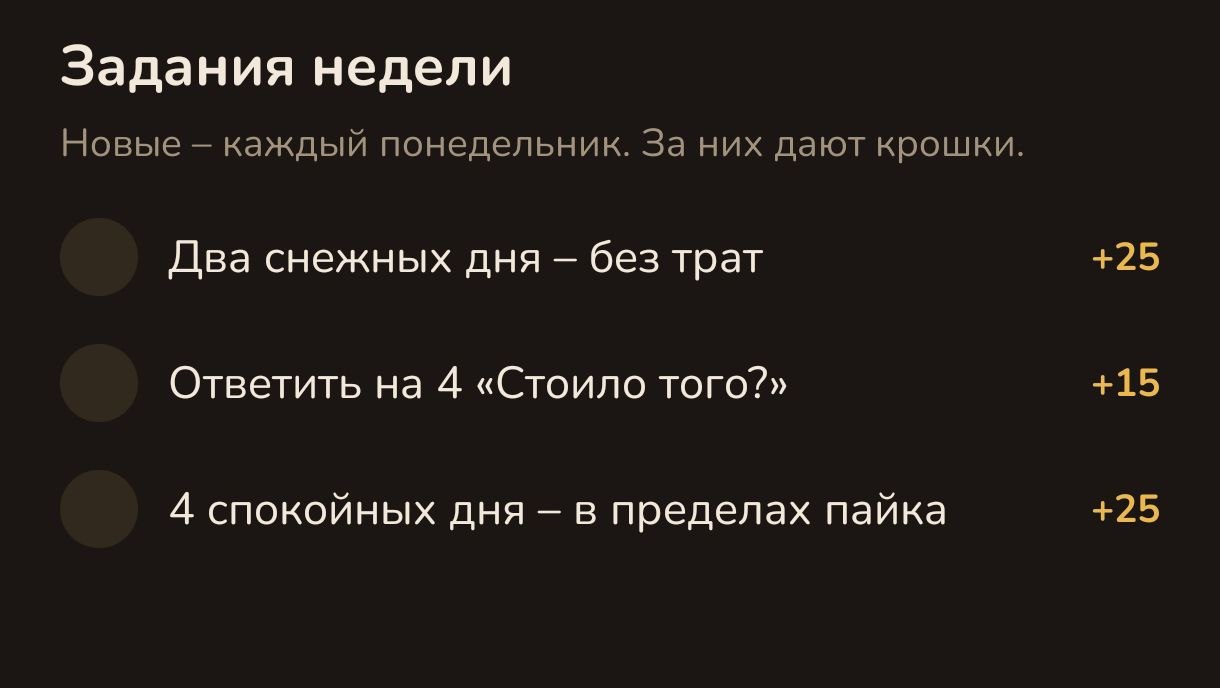 Задания недели
Новые – каждый понедельник. За них дают крошки.
Два снежных дня – без трат +25
Ответить на 4 «Стоило того?» +15
4 спокойных дня – в пределах пайка +25